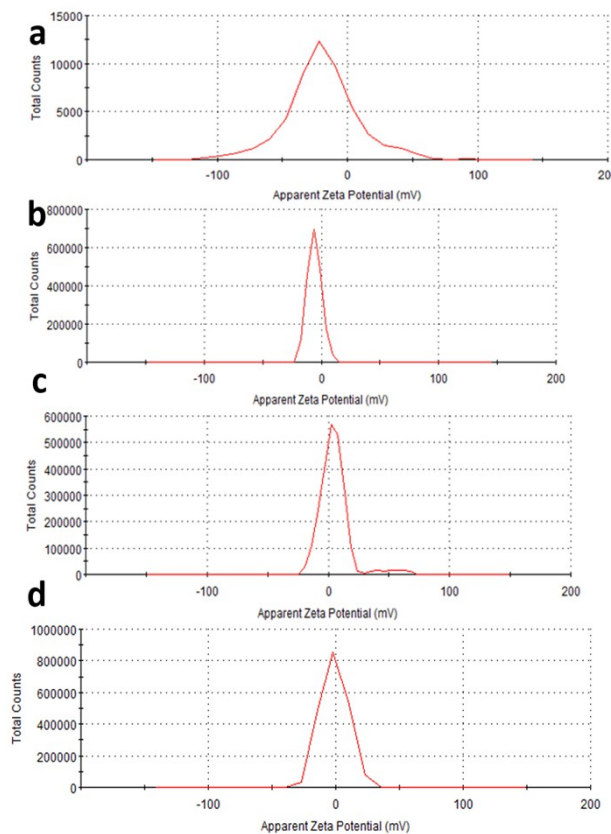 a
15000
10000
5000
0
Total Counts
-100 0 100 200
Apparent Zeta Potential (mV)
b
800000
600000
400000
200000
0
Total Counts
-100 0 100 200
Apparent Zeta Potential (mV)
c
600000
500000
400000
300000
200000
100000
0
Total Counts
-100 0 100 200
Apparent Zeta Potential (mV)
d
1000000
800000
600000
400000
200000
0
Total Counts
-100 0 100 200
Apparent Zeta Potential (mV)